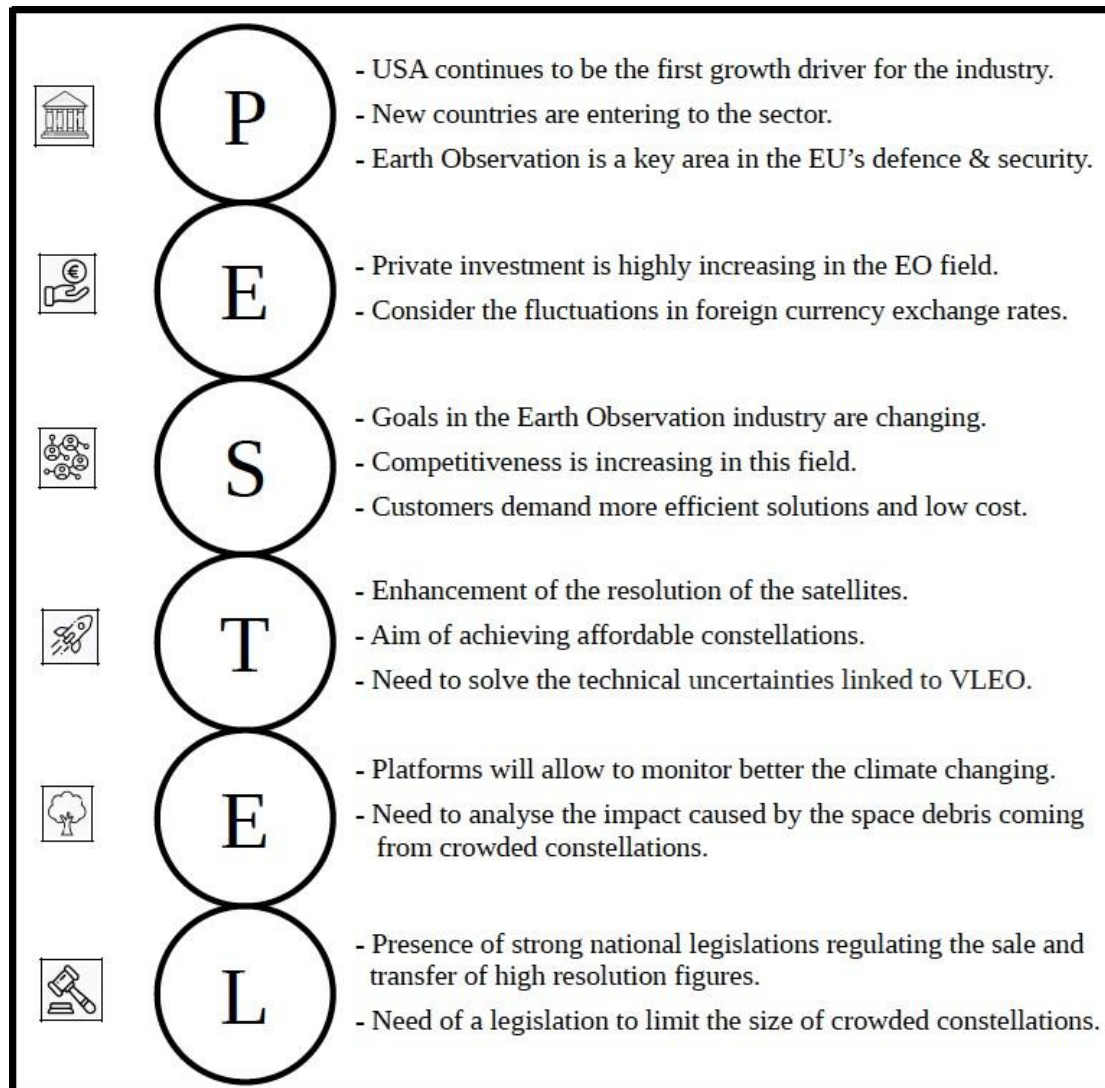 P
- USA continues to be the first growth driver for the industry.
- New countries are entering to the sector.
- Earth Observation is a key area in the EU’s defence & security.
E
- Private investment is highly increasing in the EO field.
- Consider the fluctuations in foreign currency exchange rates.
S
- Goals in the Earth Observation industry are changing.
- Competitiveness is increasing in this field.
- Customers demand more efficient solutions and low cost.
T
- Enhancement of the resolution of the satellites.
- Aim of achieving affordable constellations.
- Need to solve the technical uncertainties linked to VLEO.
E
- Platforms will allow to monitor better the climate changing.
- Need to analyse the impact caused by the space debris coming
from crowded constellations.
L
- Presence of strong national legislations regulating the sale and
transfer of high resolution figures.
- Need of a legislation to limit the size of crowded constellations.